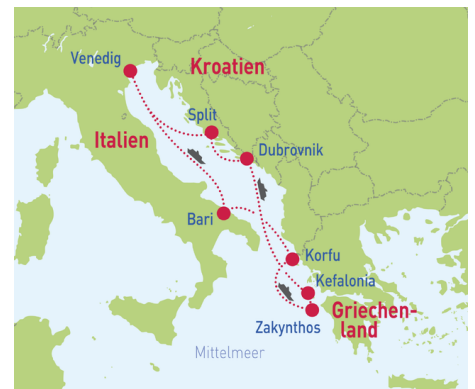 Venedig
Kroatien
Split
Italien
Dubrovnik
Bari
Korfu
Kefalonia
Griechen-
land
Zakynthos
Mittelmeer